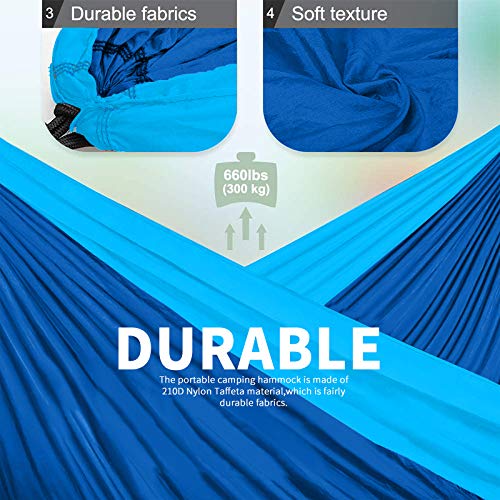 3 Durable fabrics
4 Soft texture
660lbs
(300 kg)
DURABLE
The portable camping hammock is made of
210D Nylon Taffeta material,which is fairly
durable fabrics.